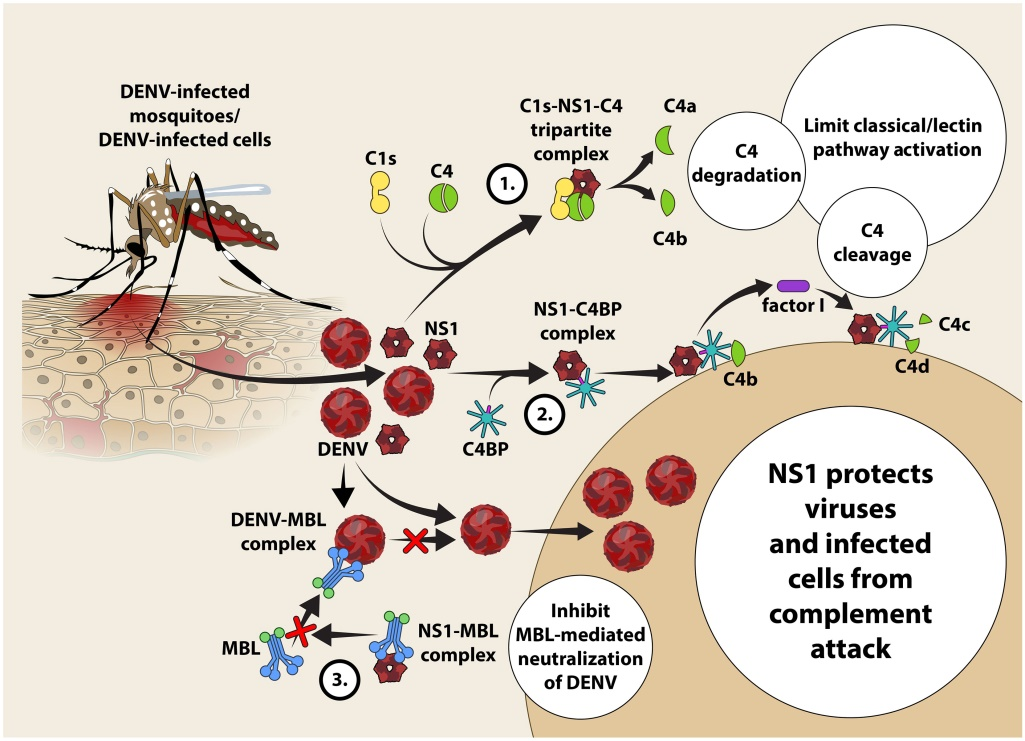 DENV-infected
mosquitoes/
DENV-infected cells
C1s
C4
1.
C1s-NS1-C4
tripartite
complex
C4a
C4b
C4
degradation
Limit classical/lectin
pathway activation
C4
cleavage
NS1
DENV
C4BP
NS1-C4BP
complex
2.
C4b
factor I
C4c
C4d
DENV-MBL
complex
MBL
3.
NS1-MBL
complex
Inhibit
MBL-mediated
neutralization
of DENV
NS1 protects
viruses
and infected
cells from
complement
attack